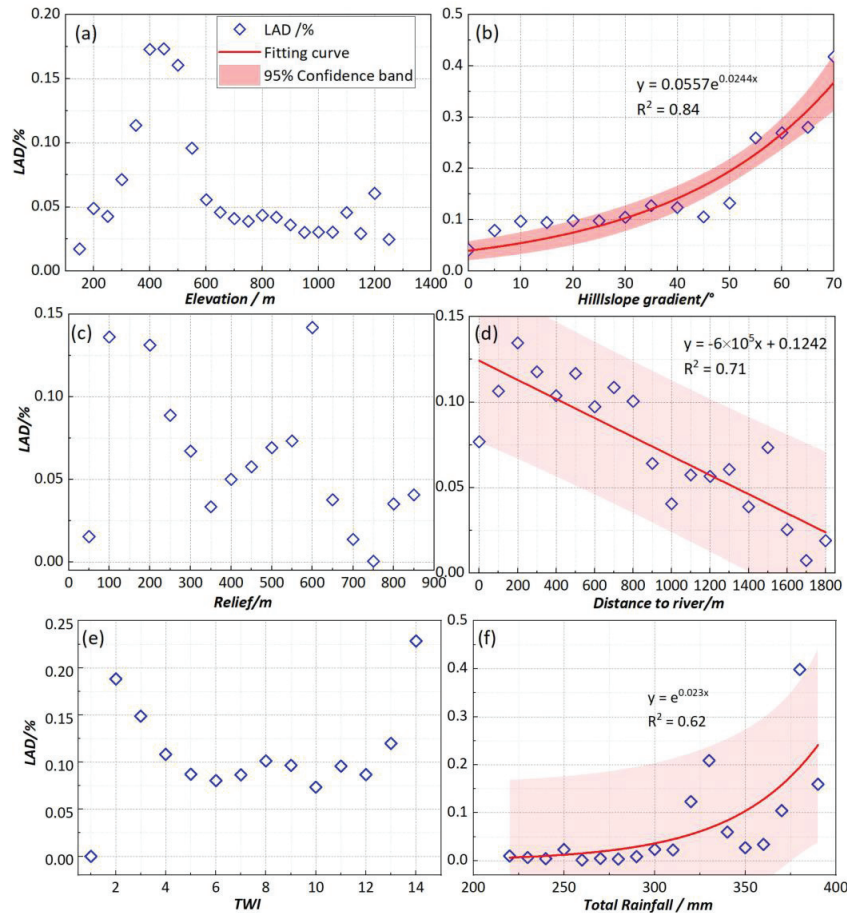 (a)
LAD /%
Fitting curve
95% Confidence band
LAD/%
0.20
0.15
0.10
0.05
0.00
200 400 600 800 1000 1200 1400
Elevation / m
(b)
y = 0.0557e^0.0244x
R² = 0.84
0.5
0.4
0.3
0.2
0.1
0.0
0 10 20 30 40 50 60 70
Hilllslope gradient/°
(c)
LAD/%
0.15
0.10
0.05
0.00
0 100 200 300 400 500 600 700 800 900
Relief/m
(d)
y = -6×10⁵x + 0.1242
R² = 0.71
0.15
0.10
0.05
0.00
0 200 400 600 800 1000 1200 1400 1600 1800
Distance to river/m
(e)
LAD/%
0.25
0.20
0.15
0.10
0.05
0.00
2 4 6 8 10 12 14
TWI
(f)
y = e^0.023x
R² = 0.62
0.5
0.4
0.3
0.2
0.1
0.0
200 250 300 350 400
Total Rainfall / mm